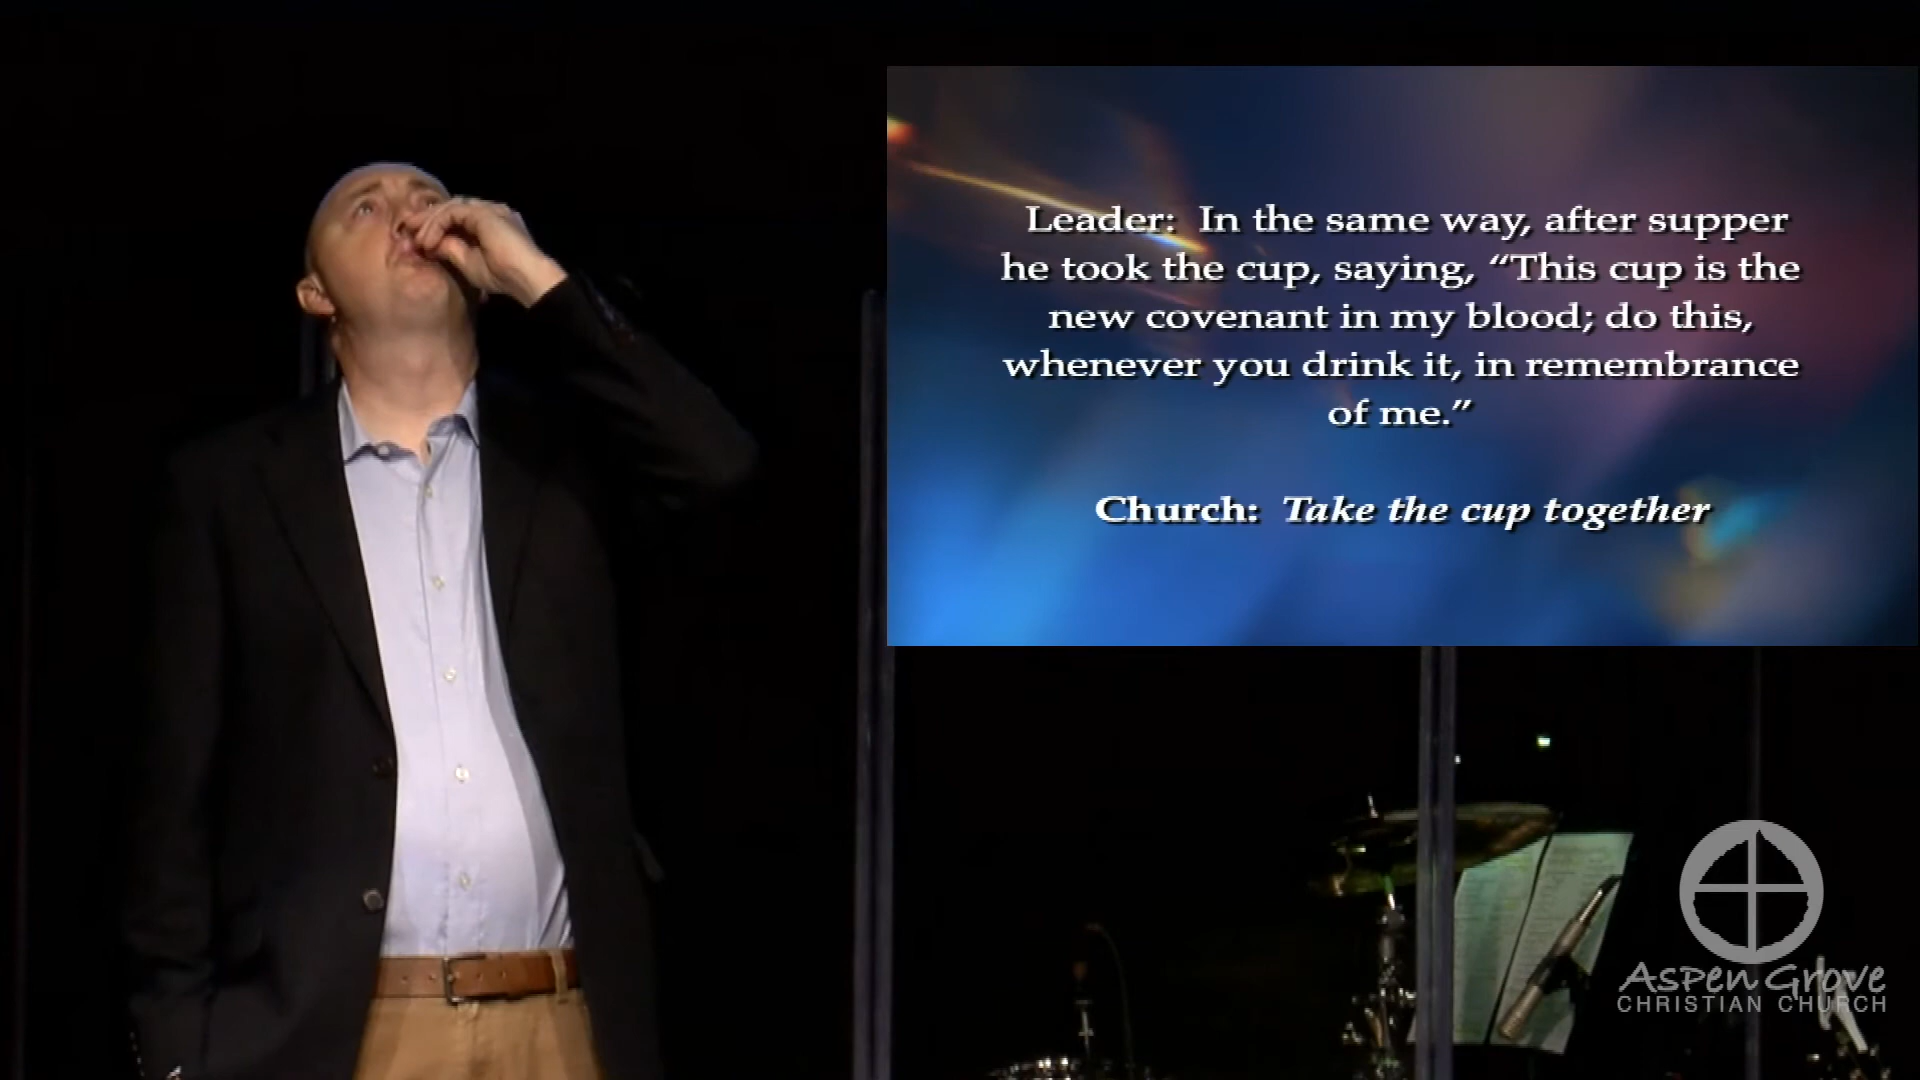 Leader:  In the same way, after supper
he took the cup, saying, “This cup is the
new covenant in my blood; do this,
whenever you drink it, in remembrance
of me.”
Church:  Take the cup together
Aspen Grove
CHRISTIAN CHURCH